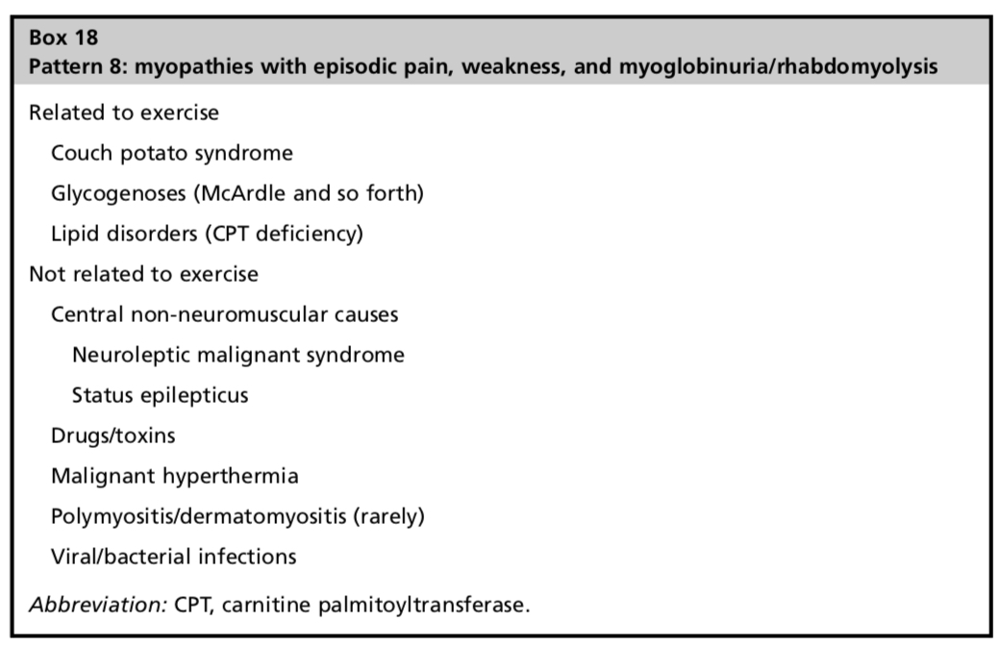 Box 18
Pattern 8: myopathies with episodic pain, weakness, and myoglobinuria/rhabdomyolysis
Related to exercise
Couch potato syndrome
Glycogenoses (McArdle and so forth)
Lipid disorders (CPT deficiency)
Not related to exercise
Central non-neuromuscular causes
Neuroleptic malignant syndrome
Status epilepticus
Drugs/toxins
Malignant hyperthermia
Polymyositis/dermatomyositis (rarely)
Viral/bacterial infections
Abbreviation: CPT, carnitine palmitoyltransferase.